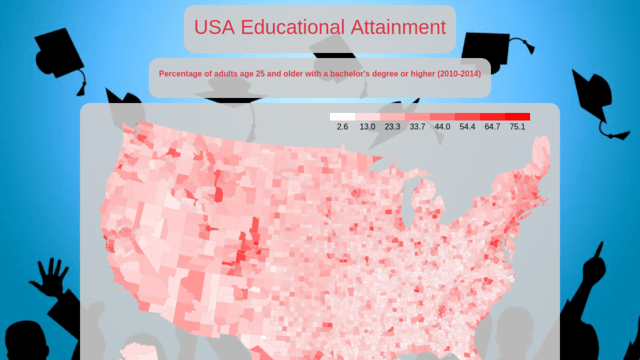 USA Educational Attainment
Percentage of adults age 25 and older with a bachelor's degree or higher (2010-2014)
2.6 13.0 23.3 33.7 44.0 54.4 64.7 75.1